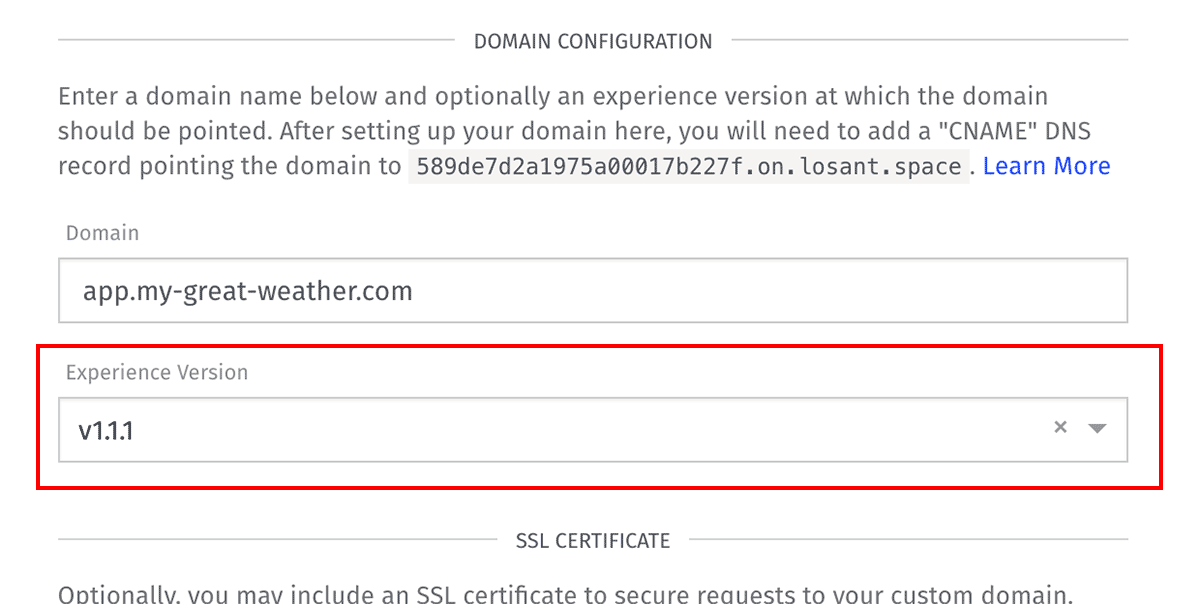 DOMAIN CONFIGURATION
Enter a domain name below and optionally an experience version at which the domain
should be pointed. After setting up your domain here, you will need to add a "CNAME" DNS
record pointing the domain to 589de7d2a1975a00017b227f.on.losant.space. Learn More
Domain
app.my-great-weather.com
Experience Version
v1.1.1 ×
SSL CERTIFICATE
Optionally, you may include an SSL certificate to secure requests to your custom domain.